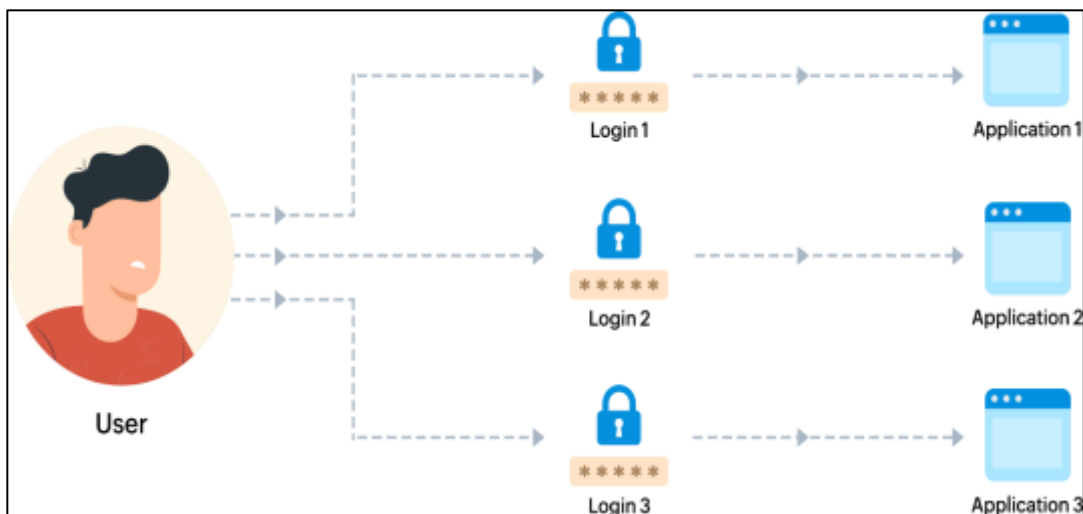 *****
Login 1
Application 1
*****
Login 2
Application 2
User
*****
Login 3
Application 3